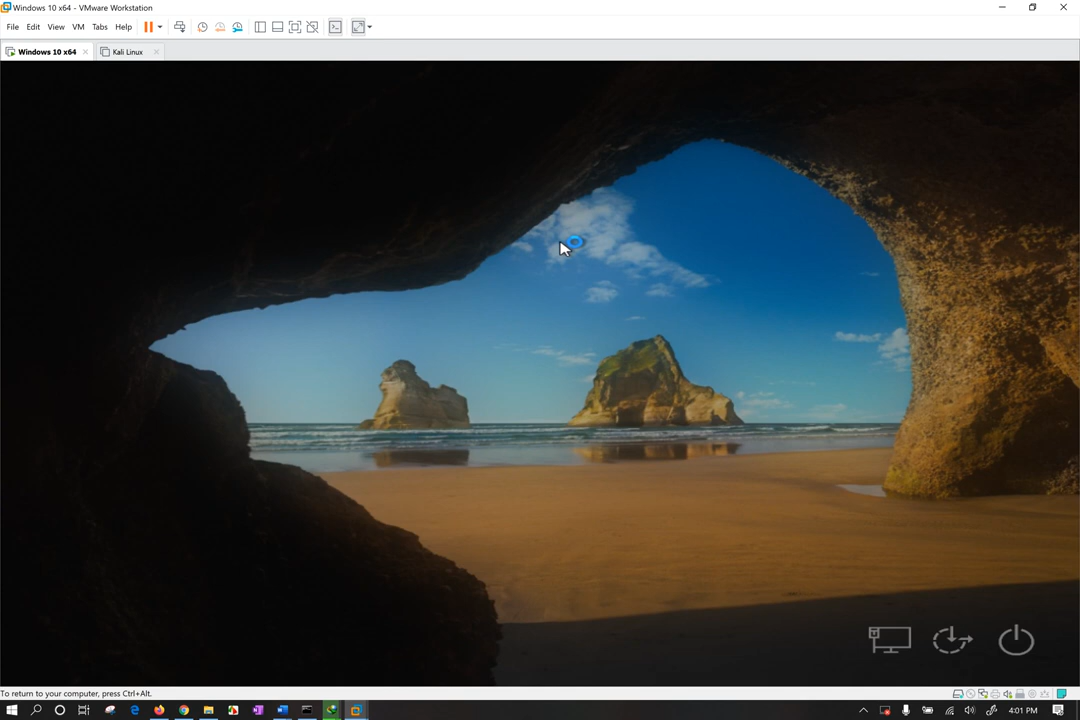 Windows 10 x64 - VMware Workstation
File Edit View VM Tabs Help
Windows 10 x64 Kali Linux
To return to your computer, press Ctrl+Alt.
4:01 PM